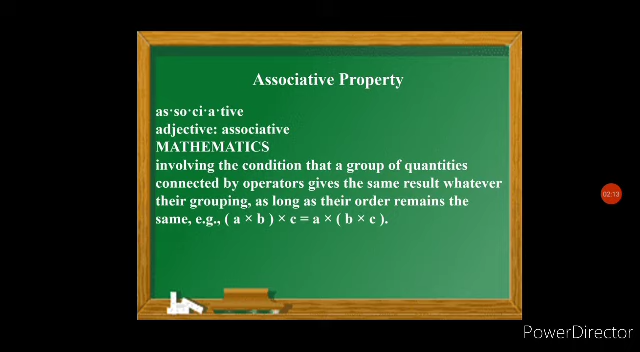 Associative Property
as·so·ci·a·tive
adjective: associative
MATHEMATICS
involving the condition that a group of quantities
connected by operators gives the same result whatever
their grouping, as long as their order remains the
same, e.g., ( a × b ) × c = a × ( b × c ).
02:13
PowerDirector